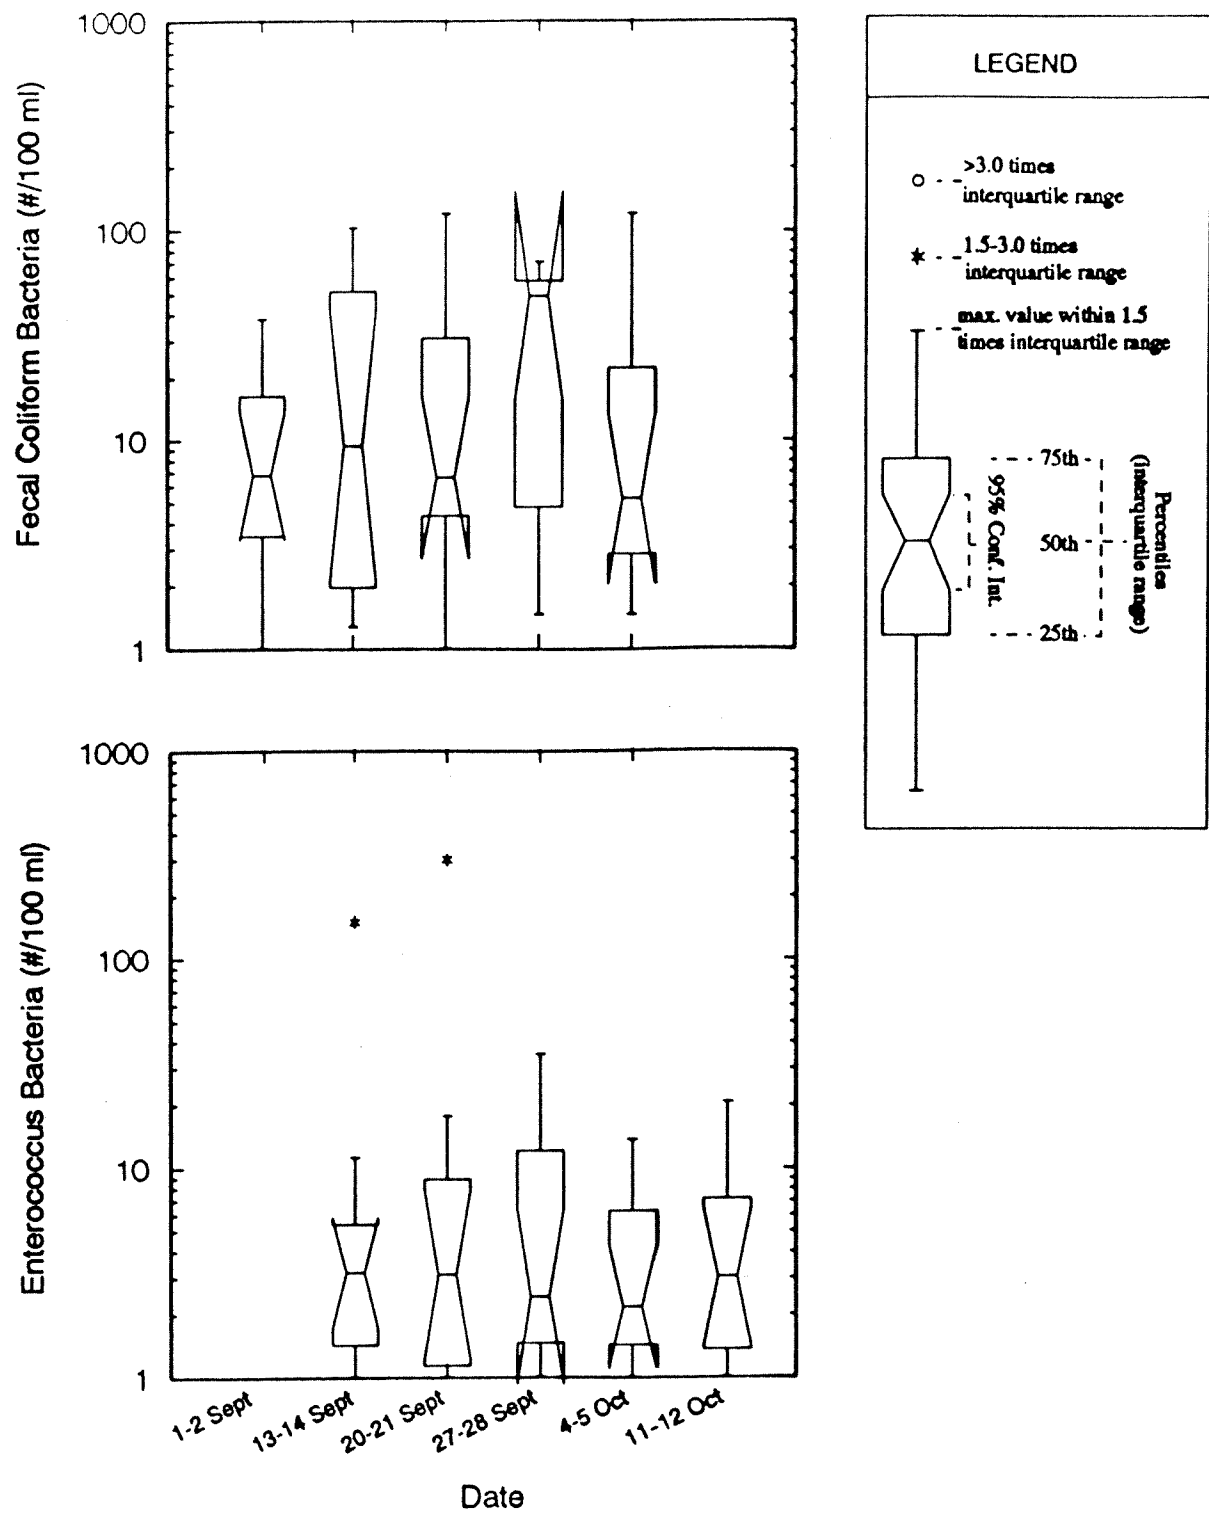 1000
100
10
1
Fecal Coliform Bacteria (#/100 ml)
LEGEND
>3.0 times
interquartile range
1.5-3.0 times
interquartile range
max. value within 1.5
times interquartile range
75th
50th
25th
95% Conf. Int.
Percentiles
(interquartile range)
1000
100
10
1
Enterococcus Bacteria (#/100 ml)
1-2 Sept
13-14 Sept
20-21 Sept
27-28 Sept
4-5 Oct
11-12 Oct
Date